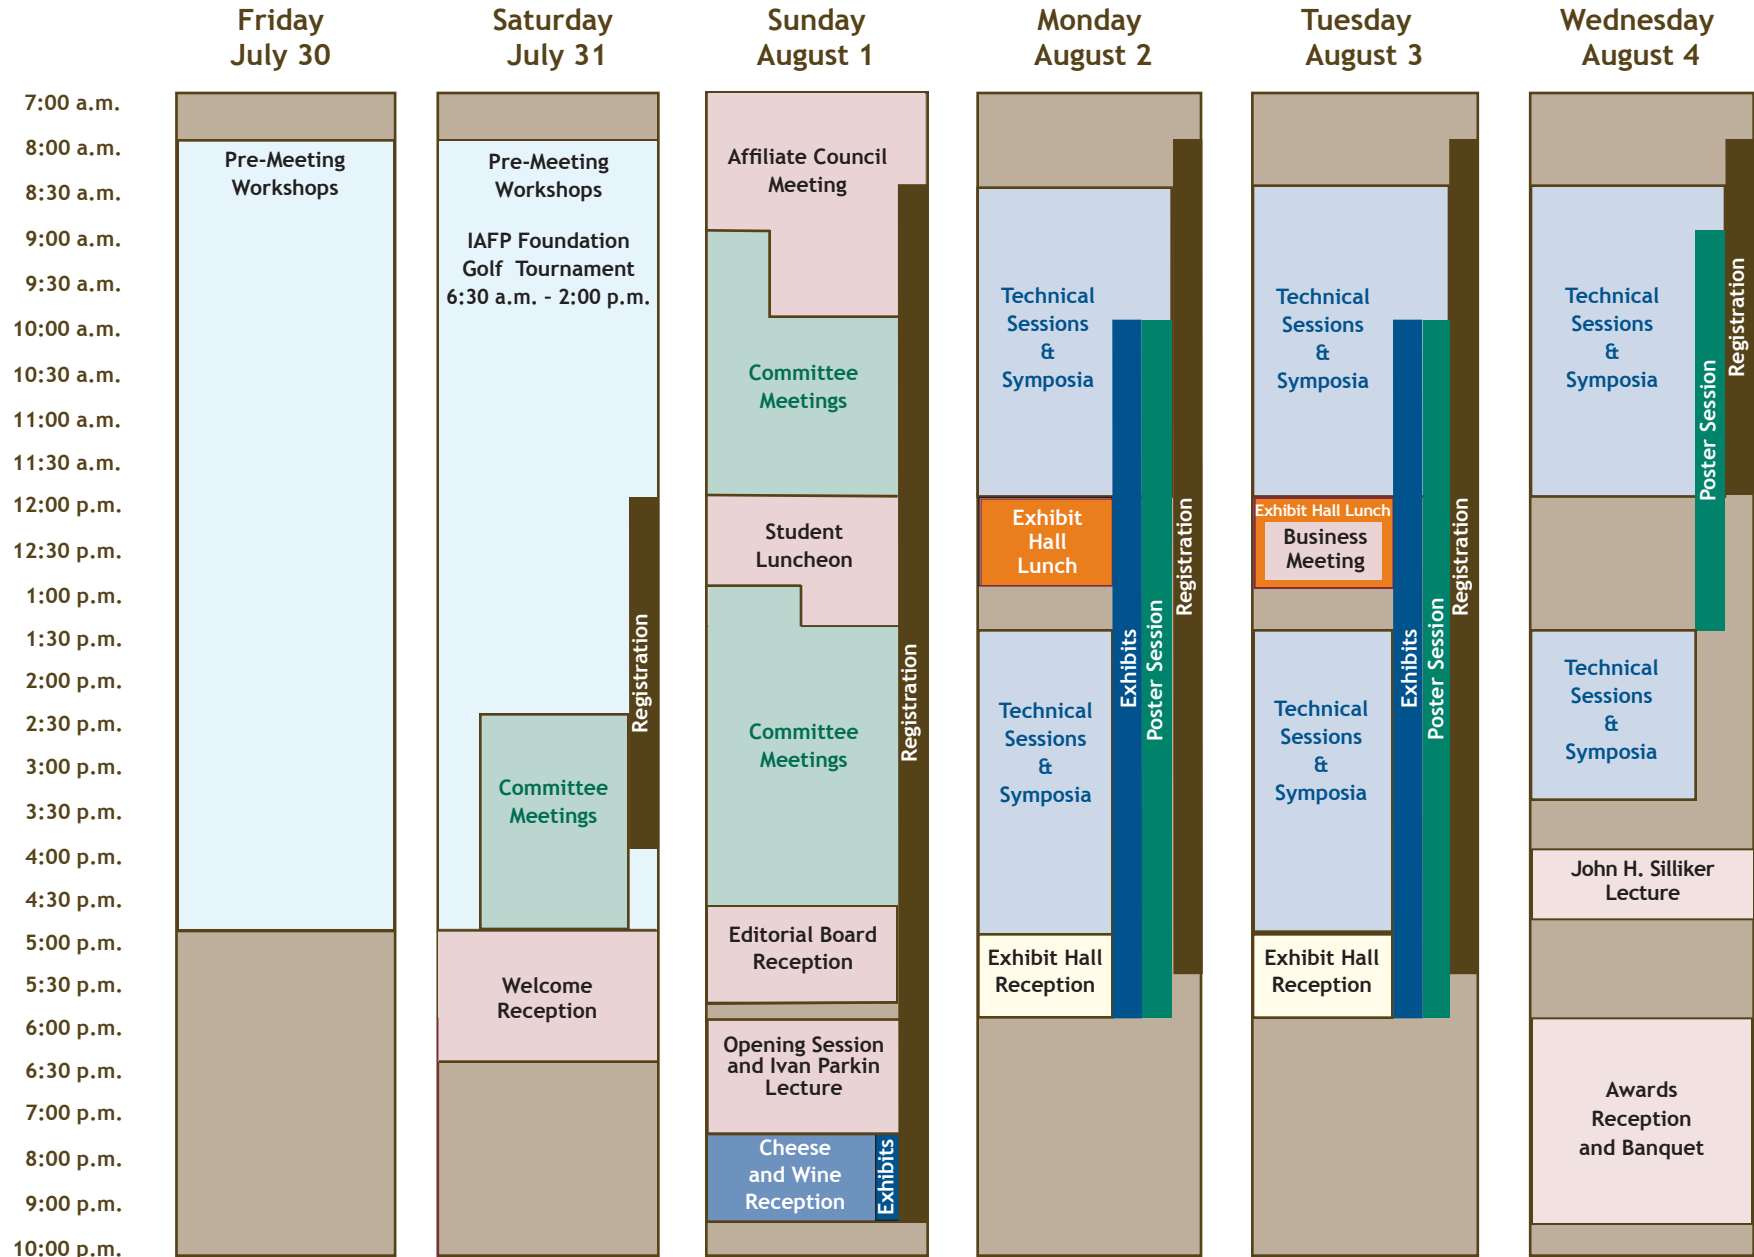 Friday
July 30
Saturday
July 31
Sunday
August 1
Monday
August 2
Tuesday
August 3
Wednesday
August 4
7:00 a.m.
8:00 a.m.
8:30 a.m.
9:00 a.m.
9:30 a.m.
10:00 a.m.
10:30 a.m.
11:00 a.m.
11:30 a.m.
12:00 p.m.
12:30 p.m.
1:00 p.m.
1:30 p.m.
2:00 p.m.
2:30 p.m.
3:00 p.m.
3:30 p.m.
4:00 p.m.
4:30 p.m.
5:00 p.m.
5:30 p.m.
6:00 p.m.
6:30 p.m.
7:00 p.m.
8:00 p.m.
9:00 p.m.
10:00 p.m.
Pre-Meeting
Workshops
Pre-Meeting
Workshops
IAFP Foundation
Golf Tournament
6:30 a.m. – 2:00 p.m.
Registration
Committee
Meetings
Welcome
Reception
Affiliate Council
Meeting
Committee
Meetings
Student
Luncheon
Committee
Meetings
Registration
Editorial Board
Reception
Opening Session
and Ivan Parkin
Lecture
Cheese
and Wine
Reception
Exhibits
Technical
Sessions
&
Symposia
Exhibit
Hall
Lunch
Technical
Sessions
&
Symposia
Exhibit Hall
Reception
Exhibits
Poster Session
Registration
Technical
Sessions
&
Symposia
Exhibit Hall Lunch
Business
Meeting
Technical
Sessions
&
Symposia
Exhibit Hall
Reception
Exhibits
Poster Session
Registration
Technical
Sessions
&
Symposia
Poster Session
Registration
Technical
Sessions
&
Symposia
John H. Silliker
Lecture
Awards
Reception
and Banquet